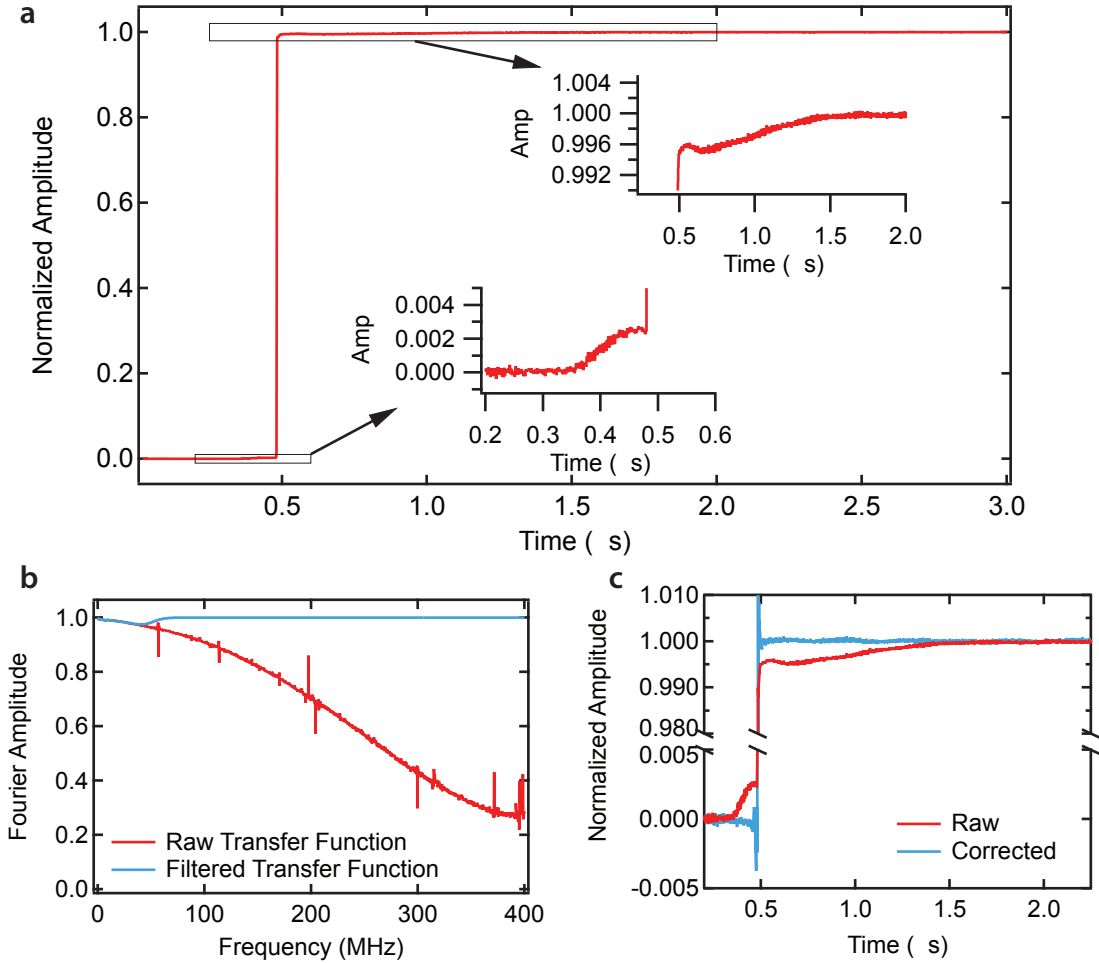 a
1.0
0.8
0.6
0.4
0.2
0.0
Normalized Amplitude
0.5
1.0
1.5
2.0
2.5
3.0
Time ( s)
1.004
1.000
0.996
0.992
Amp
0.5
1.0
1.5
2.0
Time ( s)
0.004
0.002
0.000
Amp
0.2
0.3
0.4
0.5
0.6
Time ( s)
b
1.0
0.8
0.6
0.4
0.2
0.0
Fourier Amplitude
Raw Transfer Function
Filtered Transfer Function
0
100
200
300
400
Frequency (MHz)
c
1.010
1.000
0.990
0.980
0.005
0.000
-0.005
Normalized Amplitude
Raw
Corrected
0.5
1.0
1.5
2.0
Time ( s)